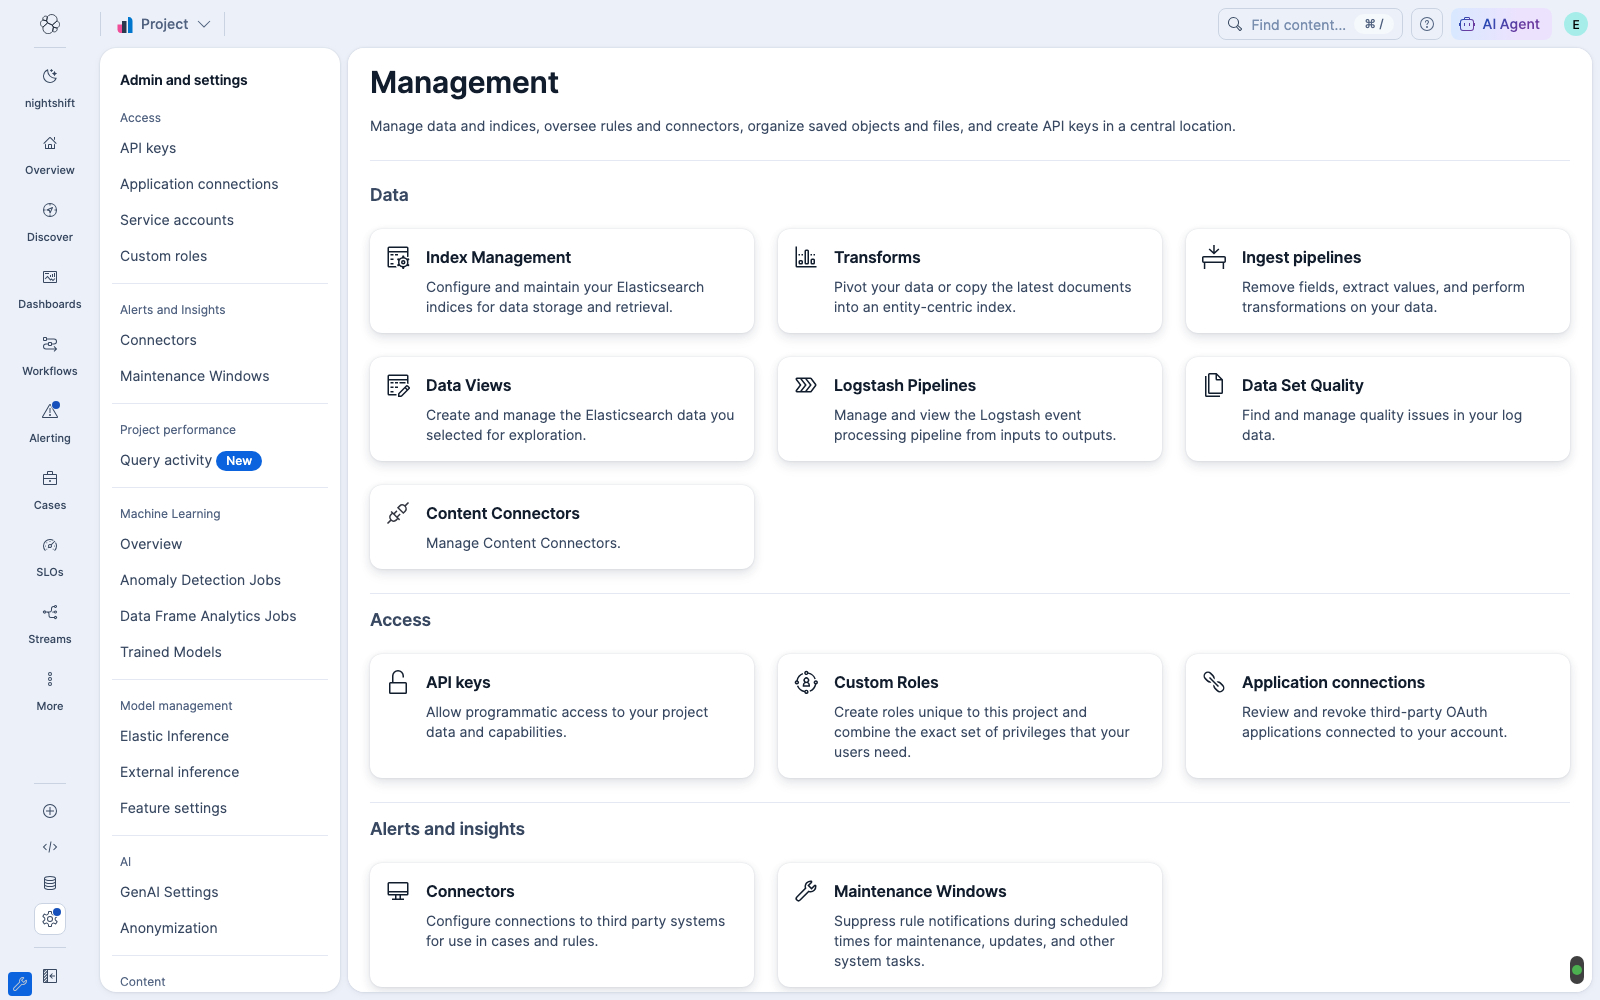 Project
Find content...
⌘ /
AI Agent
E
nightshift
Overview
Discover
Dashboards
Workflows
Alerting
Cases
SLOs
Streams
More
Admin and settings
Access
API keys
Application connections
Service accounts
Custom roles
Alerts and Insights
Connectors
Maintenance Windows
Project performance
Query activity New
Machine Learning
Overview
Anomaly Detection Jobs
Data Frame Analytics Jobs
Trained Models
Model management
Elastic Inference
External inference
Feature settings
AI
GenAI Settings
Anonymization
Content
Management
Manage data and indices, oversee rules and connectors, organize saved objects and files, and create API keys in a central location.
Data
Index Management
Configure and maintain your Elasticsearch
indices for data storage and retrieval.
Transforms
Pivot your data or copy the latest documents
into an entity-centric index.
Ingest pipelines
Remove fields, extract values, and perform
transformations on your data.
Data Views
Create and manage the Elasticsearch data you
selected for exploration.
Logstash Pipelines
Manage and view the Logstash event
processing pipeline from inputs to outputs.
Data Set Quality
Find and manage quality issues in your log
data.
Content Connectors
Manage Content Connectors.
Access
API keys
Allow programmatic access to your project
data and capabilities.
Custom Roles
Create roles unique to this project and
combine the exact set of privileges that your
users need.
Application connections
Review and revoke third-party OAuth
applications connected to your account.
Alerts and insights
Connectors
Configure connections to third party systems
for use in cases and rules.
Maintenance Windows
Suppress rule notifications during scheduled
times for maintenance, updates, and other
system tasks.